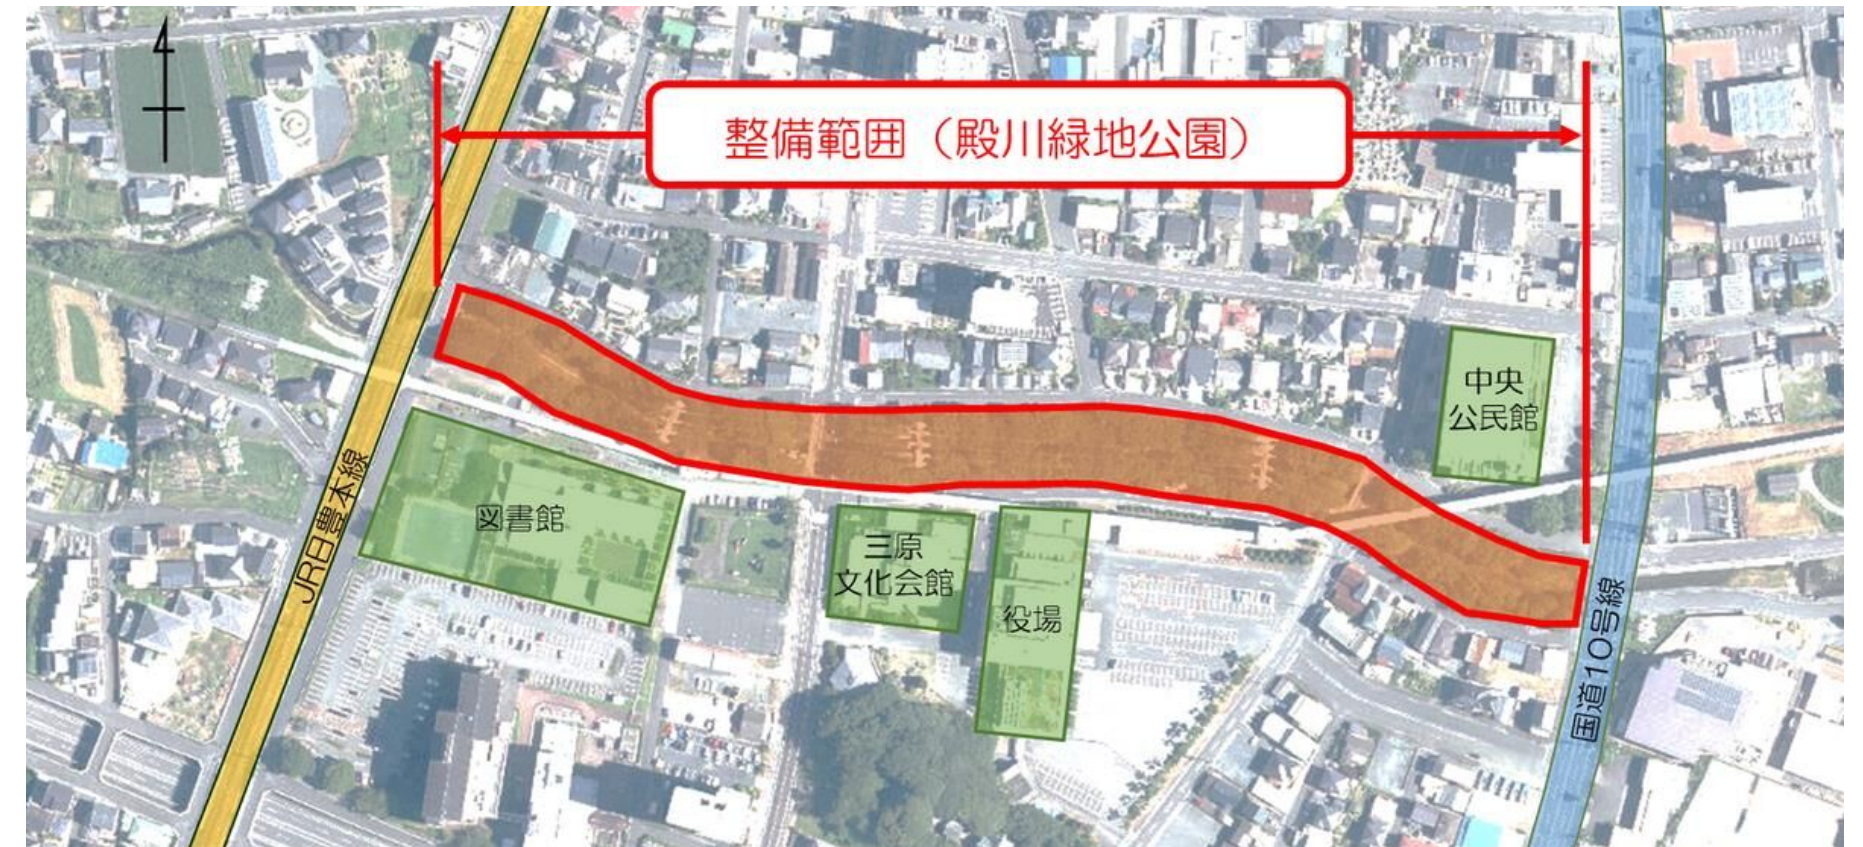 整備範囲（殿川緑地公園）
中央
公民館
JR日豊本線
図書館
三原
文化会館
役場
国道10号線